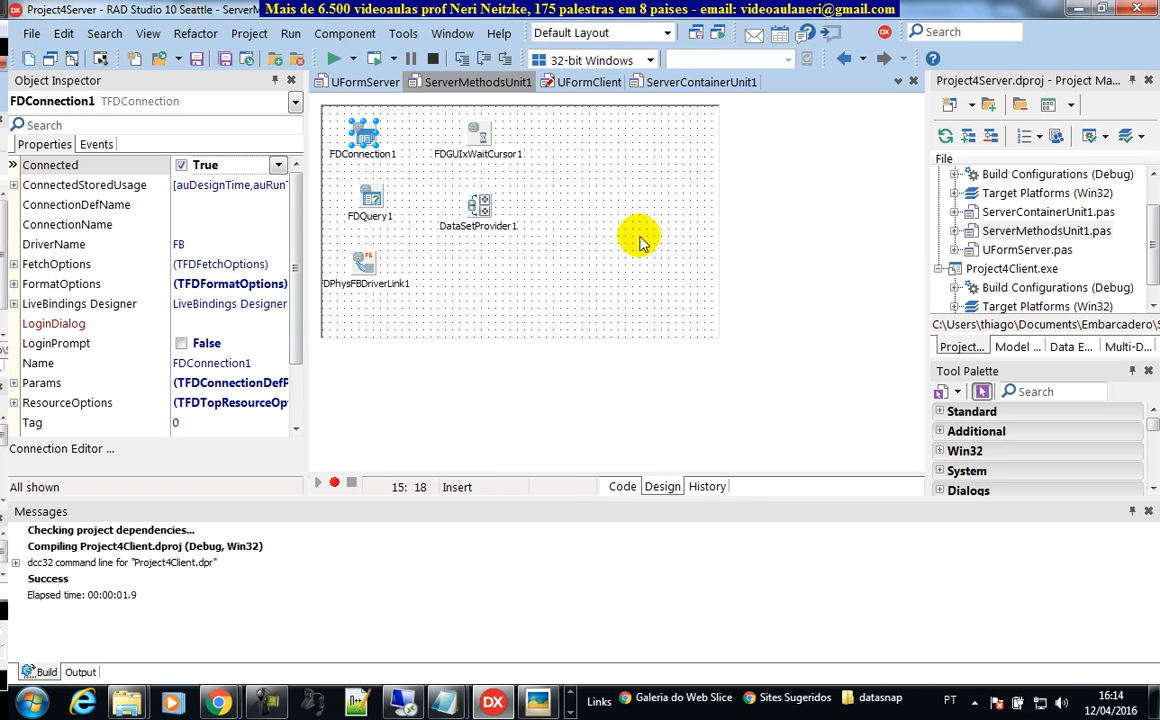 Project4Server - RAD Studio 10 Seattle - ServerM
Mais de 6.500 videoaulas prof Neri Neitzke, 175 palestras em 8 paises - email: videoaulaneri@gmail.com
File Edit Search View Refactor Project Run Component Tools Window Help
Default Layout
Search
32-bit Windows
Object Inspector
FDConnection1 TFDConnection
Search
Properties Events
Connected True
ConnectedStoredUsage [auDesignTime,auRunT
ConnectionDefName
ConnectionName
DriverName FB
FetchOptions (TFDFetchOptions)
FormatOptions (TFDFormatOptions)
LiveBindings Designer LiveBindings Designer
LoginDialog
LoginPrompt False
Name FDConnection1
Params (TFDConnectionDefP
ResourceOptions (TFDTopResourceOp
Tag 0
Connection Editor ...
All shown
UFormServer ServerMethodsUnit1 UFormClient ServerContainerUnit1
FDConnection1
FDGUIxWaitCursor1
FDQuery1
DataSetProvider1
FB
DPhysFBDriverLink1
15: 18 Insert
Code Design History
Project4Server.dproj - Project Ma...
File
Build Configurations (Debug)
Target Platforms (Win32)
ServerContainerUnit1.pas
ServerMethodsUnit1.pas
UFormServer.pas
Project4Client.exe
Build Configurations (Debug)
Target Platforms (Win32)
C:\Users\thiago\Documents\Embarcadero\S
Project... Model ... Data E... Multi-D...
Tool Palette
Search
Standard
Additional
Win32
System
Dialogs
Messages
Checking project dependencies...
Compiling Project4Client.dproj (Debug, Win32)
dcc32 command line for "Project4Client.dpr"
Success
Elapsed time: 00:00:01.9
Build Output
DX
Links Galeria do Web Slice Sites Sugeridos datasnap
PT
16:14
12/04/2016